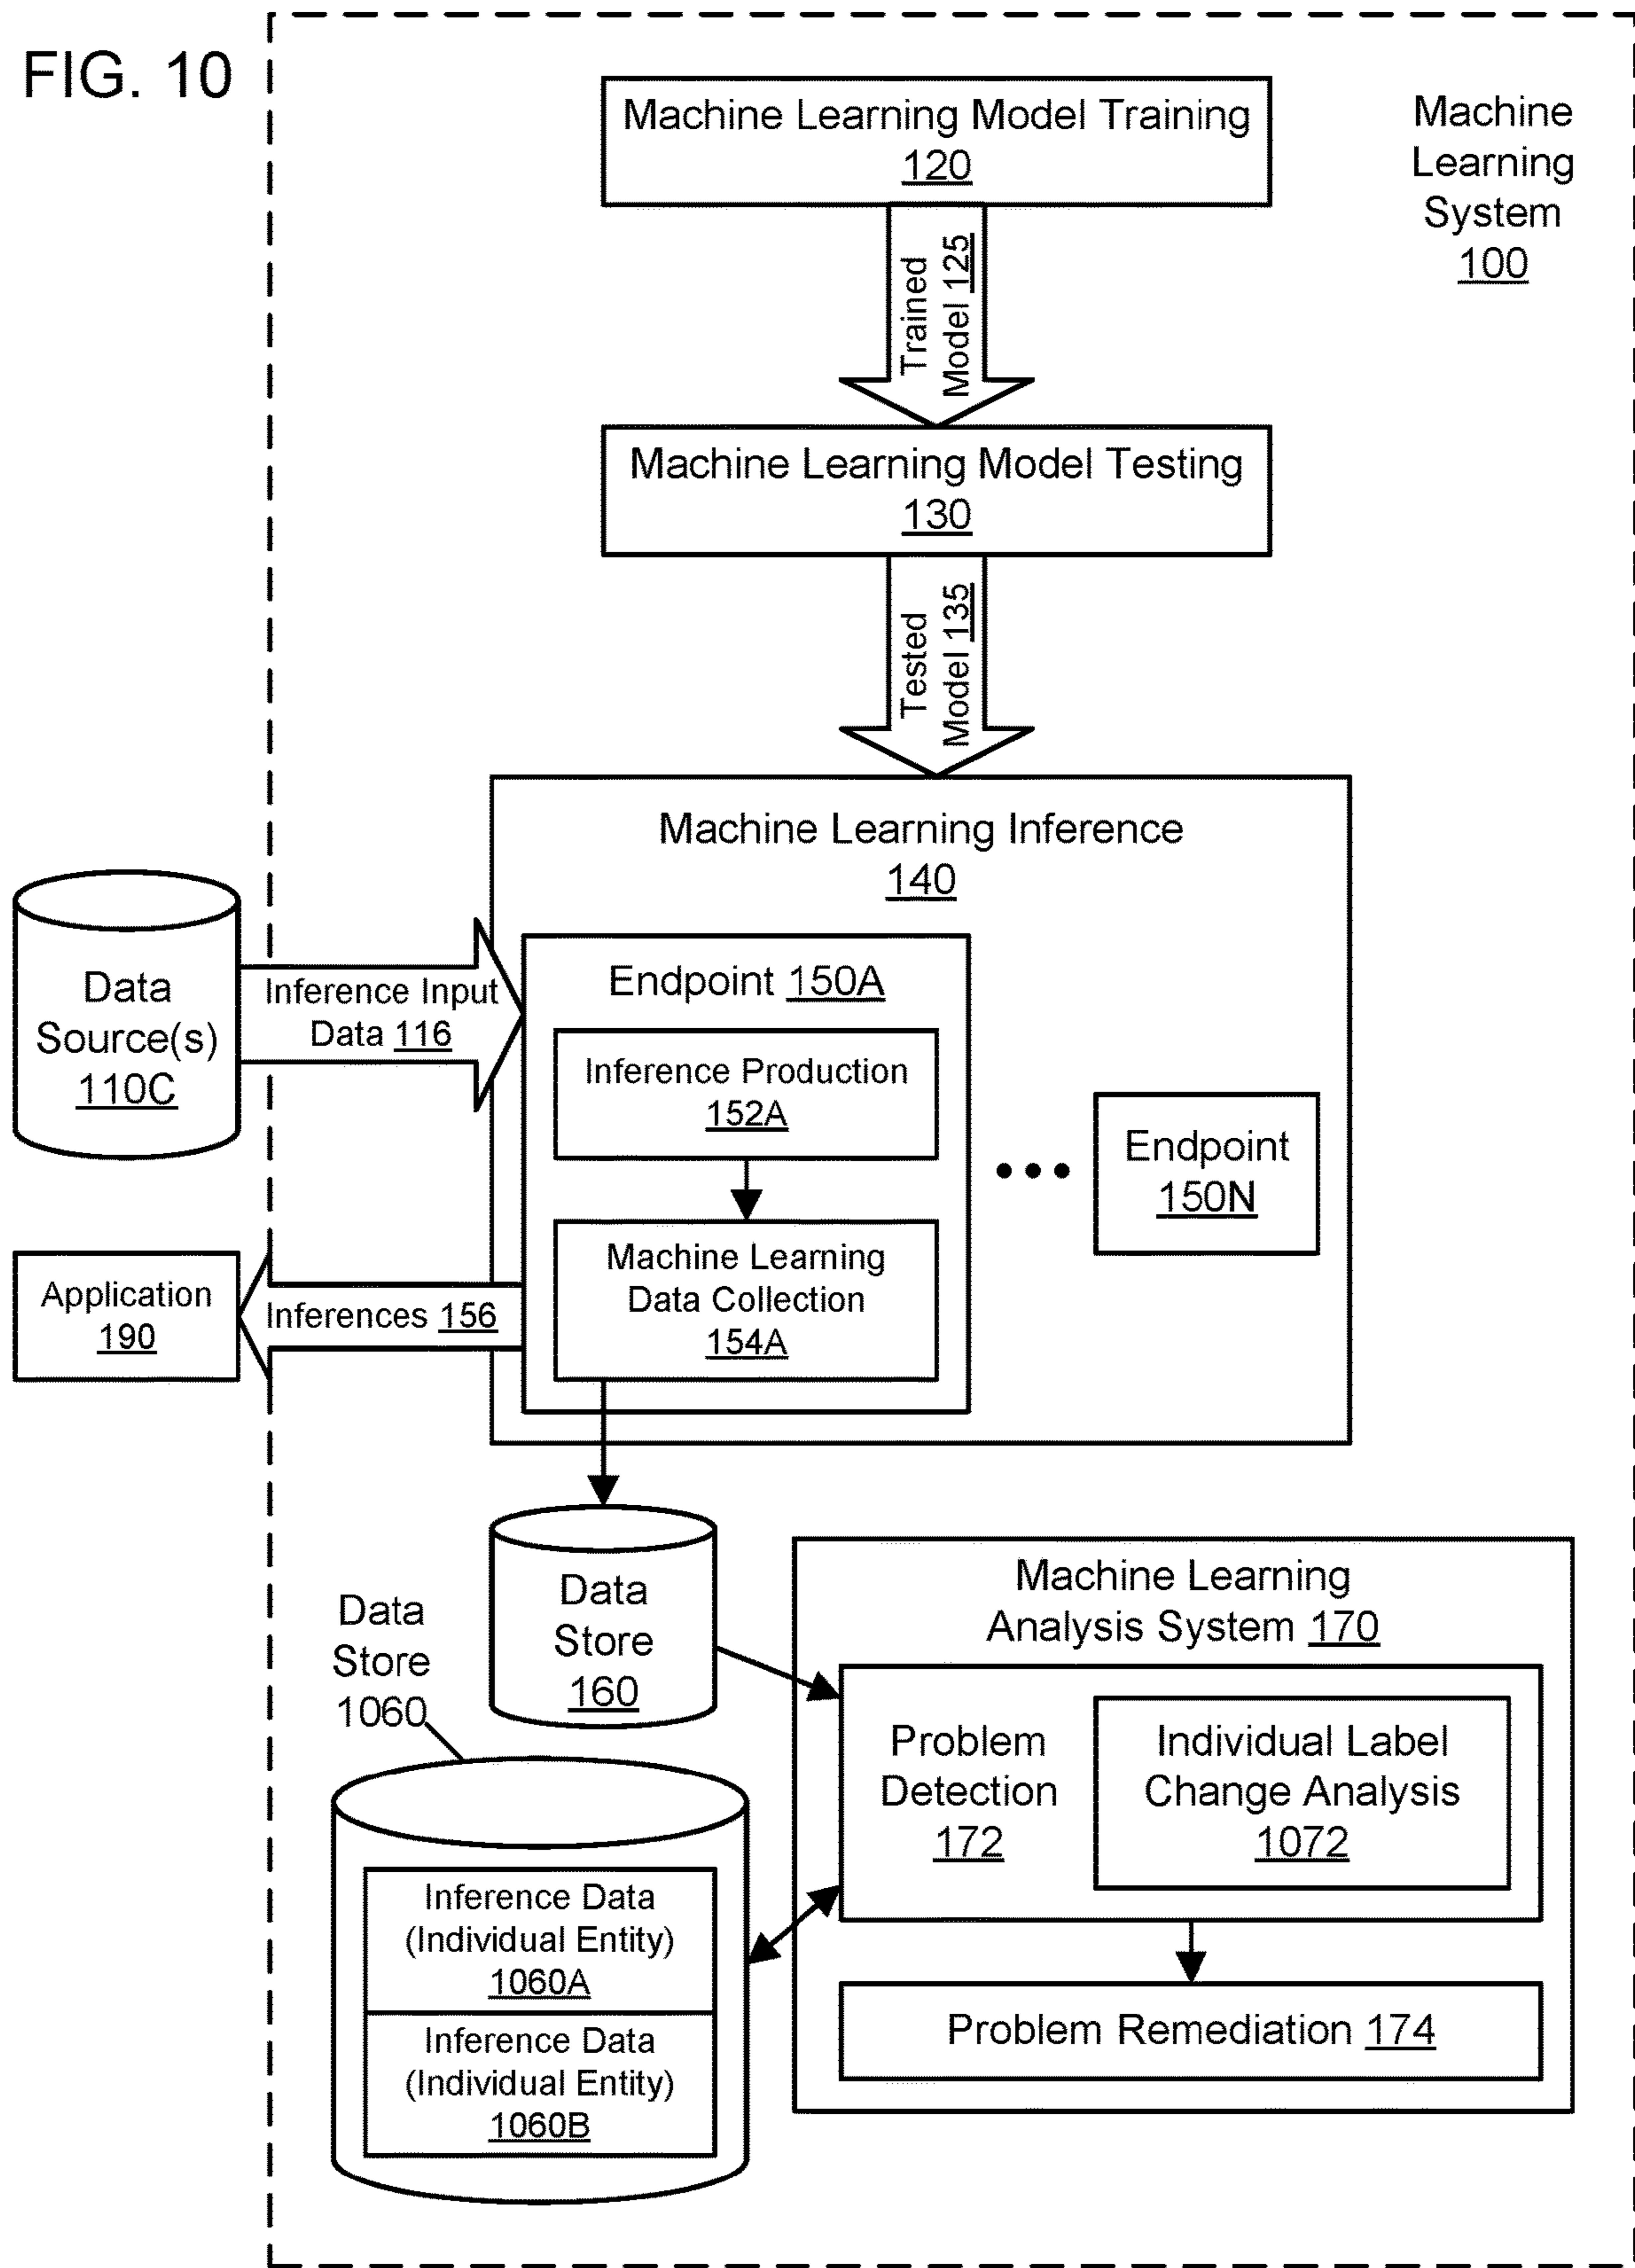 FIG. 10
Machine
Learning
System
100
Machine Learning Model Training
120
Trained
Model 125
Machine Learning Model Testing
130
Tested
Model 135
Machine Learning Inference
140
Data
Source(s)
110C
Inference Input
Data 116
Endpoint 150A
Inference Production
152A
Machine Learning
Data Collection
154A
Endpoint
150N
Application
190
Inferences 156
Data
Store
160
Data
Store
1060
Inference Data
(Individual Entity)
1060A
Inference Data
(Individual Entity)
1060B
Machine Learning
Analysis System 170
Problem
Detection
172
Individual Label
Change Analysis
1072
Problem Remediation 174